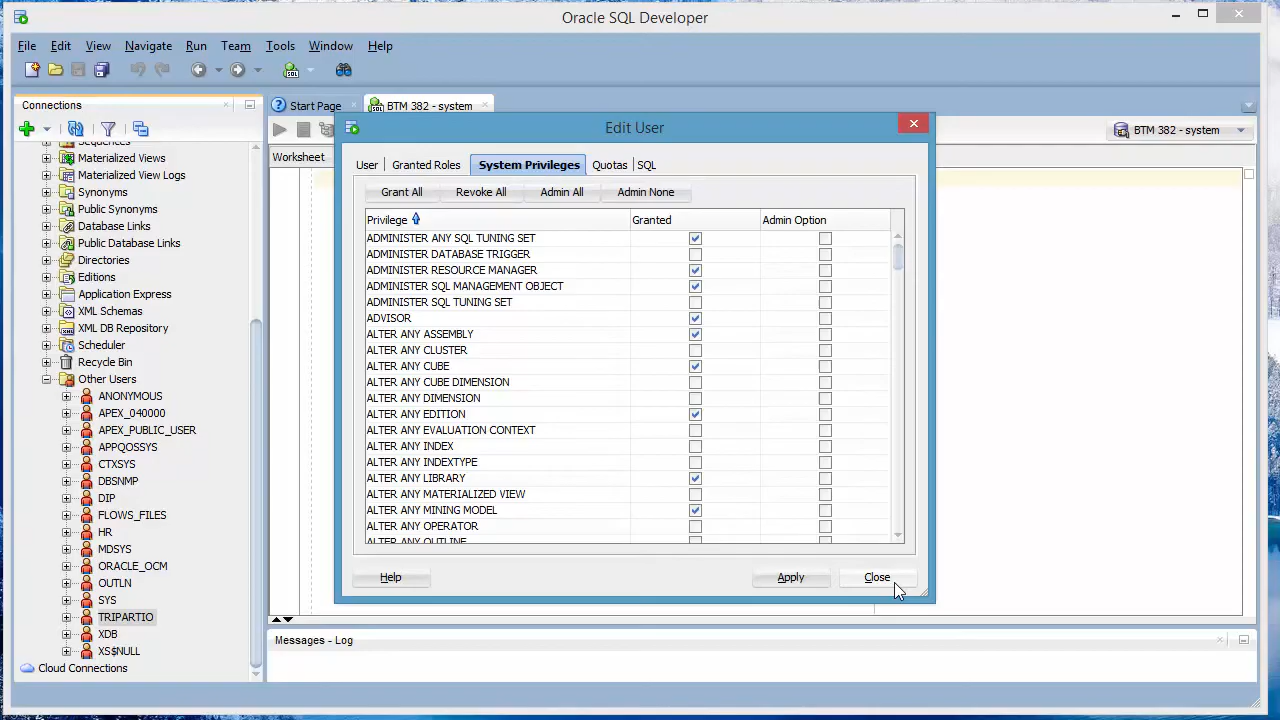 Oracle SQL Developer
File Edit View Navigate Run Team Tools Window Help
Connections
Start Page
BTM 382 - system
BTM 382 - system
Worksheet
Sequences
Materialized Views
Materialized View Logs
Synonyms
Public Synonyms
Database Links
Public Database Links
Directories
Editions
Application Express
XML Schemas
XML DB Repository
Scheduler
Recycle Bin
Other Users
ANONYMOUS
APEX_040000
APEX_PUBLIC_USER
APPQOSSYS
CTXSYS
DBSNMP
DIP
FLOWS_FILES
HR
MDSYS
ORACLE_OCM
OUTLN
SYS
TRIPARTIO
XDB
XS$NULL
Cloud Connections
Edit User
User Granted Roles System Privileges Quotas SQL
Grant All Revoke All Admin All Admin None
Privilege Granted Admin Option
ADMINISTER ANY SQL TUNING SET
ADMINISTER DATABASE TRIGGER
ADMINISTER RESOURCE MANAGER
ADMINISTER SQL MANAGEMENT OBJECT
ADMINISTER SQL TUNING SET
ADVISOR
ALTER ANY ASSEMBLY
ALTER ANY CLUSTER
ALTER ANY CUBE
ALTER ANY CUBE DIMENSION
ALTER ANY DIMENSION
ALTER ANY EDITION
ALTER ANY EVALUATION CONTEXT
ALTER ANY INDEX
ALTER ANY INDEXTYPE
ALTER ANY LIBRARY
ALTER ANY MATERIALIZED VIEW
ALTER ANY MINING MODEL
ALTER ANY OPERATOR
ALTER ANY OUTLINE
Help Apply Close
Messages - Log